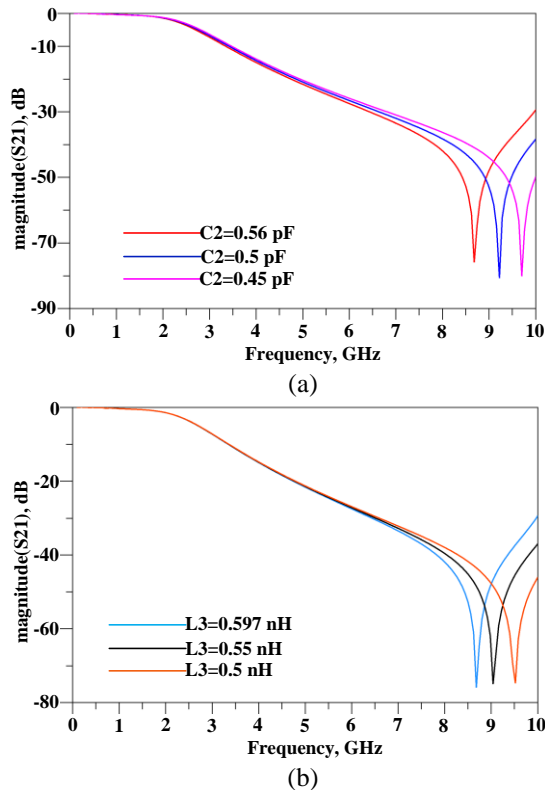 0
-10
-30
-50
-70
-90
magnitude(S21), dB
C2=0.56 pF
C2=0.5 pF
C2=0.45 pF
0 1 2 3 4 5 6 7 8 9 10
Frequency, GHz
(a)
0
-20
-40
-60
-80
magnitude(S21), dB
L3=0.597 nH
L3=0.55 nH
L3=0.5 nH
0 1 2 3 4 5 6 7 8 9 10
Frequency, GHz
(b)